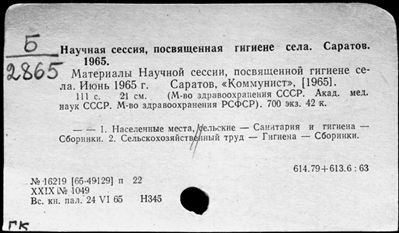 Б
2865
Научная сессия, посвященная гигиене села. Саратов.
1965.
Материалы Научной сессии, посвященной гигиене се-
ла. Июнь 1965 г. Саратов, «Коммунист», [1965].
111 с. 21 см. (М-во здравоохранения СССР. Акад. мед.
наук СССР. М-во здравоохранения РСФСР). 700 экз. 42 к.
— — 1. Населенные места, сельские — Санитария и гигиена —
Сборники. 2. Сельскохозяйственный труд — Гигиена — Сборники.
614.79+613.6 : 63
№ 16219 [65-49129] п 22
XXIX № 1049
Вс. кн. пал. 24 VI 65 Н345
ГК